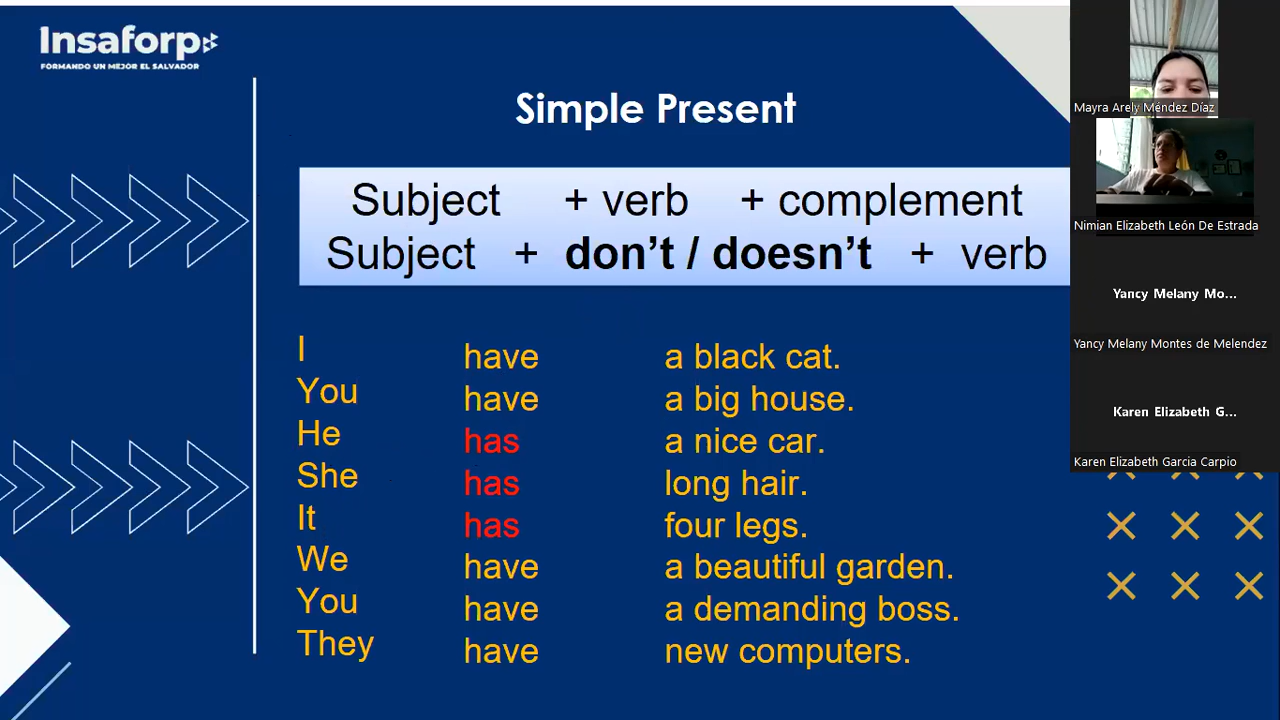 Insaforp
FORMANDO UN MEJOR EL SALVADOR
Simple Present
Subject + verb + complement
Subject + don't / doesn't + verb
I have a black cat.
You have a big house.
He has a nice car.
She has long hair.
It has four legs.
We have a beautiful garden.
You have a demanding boss.
They have new computers.
Mayra Arely Méndez Díaz
Nimian Elizabeth León De Estrada
Yancy Melany Mo...
Yancy Melany Montes de Melendez
Karen Elizabeth G...
Karen Elizabeth Garcia Carpio